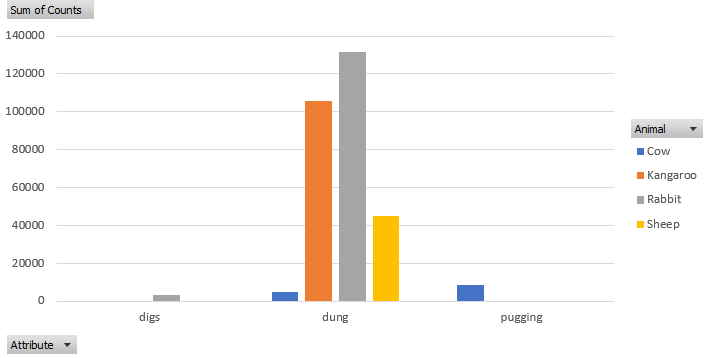 Sum of Counts
140000
120000
100000
80000
60000
40000
20000
0
digs dung pugging
Animal
Cow
Kangaroo
Rabbit
Sheep
Attribute